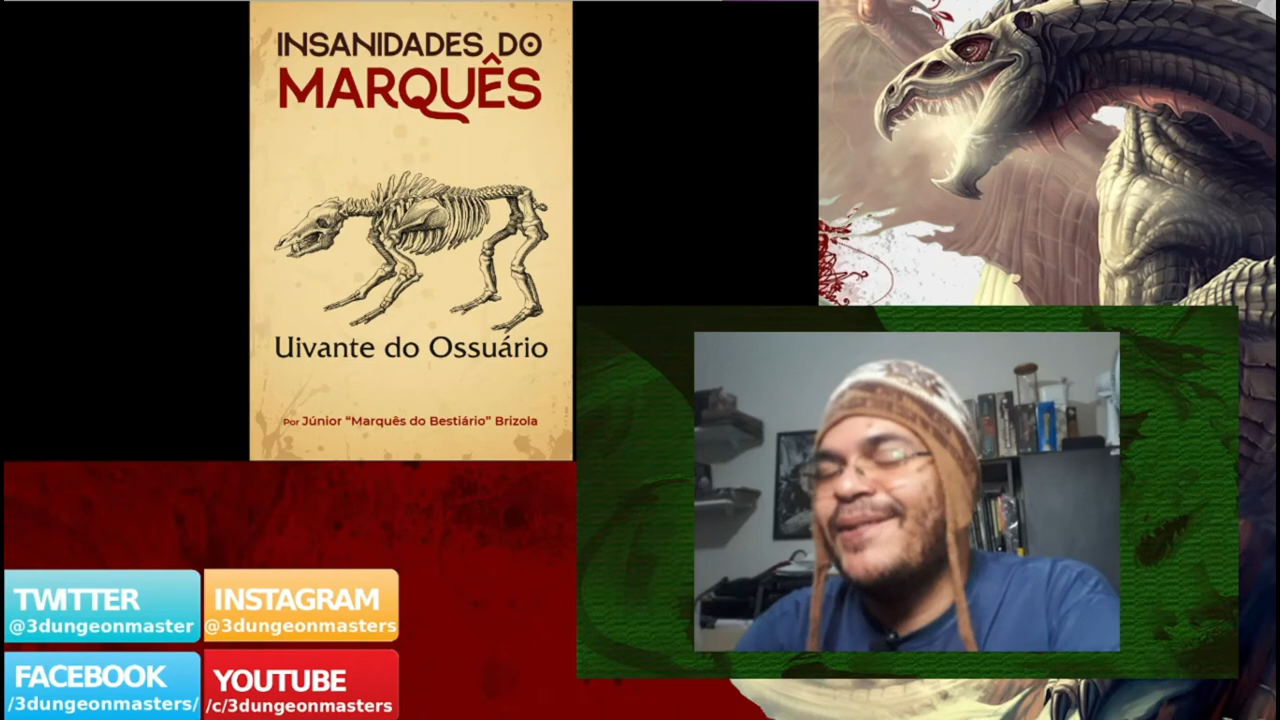 INSANIDADES DO
MARQUÊS
Uivante do Ossuário
Por Júnior “Marquês do Bestiário” Brizola
TWITTER
@3dungeonmaster
INSTAGRAM
@3dungeonmasters
FACEBOOK
/3dungeonmasters/
YOUTUBE
/c/3dungeonmasters